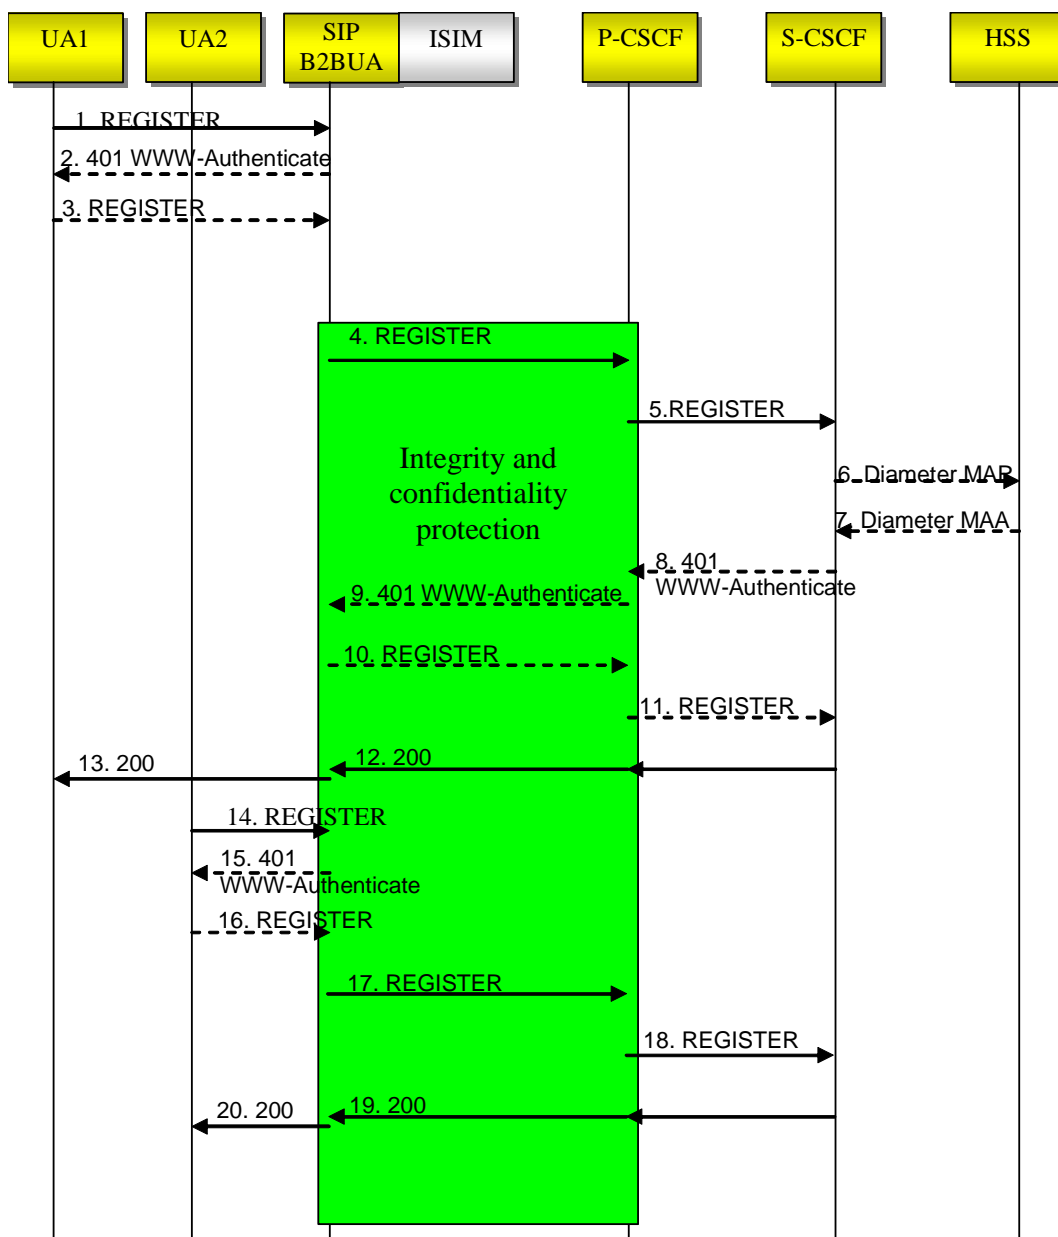 UA1
UA2
SIP
B2BUA
ISIM
P-CSCF
S-CSCF
HSS
1. REGISTER
2. 401 WWW-Authenticate
3. REGISTER
4. REGISTER
5.REGISTER
Integrity and
confidentiality
protection
6. Diameter MAR
7. Diameter MAA
8. 401
WWW-Authenticate
9. 401 WWW-Authenticate
10. REGISTER
11. REGISTER
12. 200
13. 200
14. REGISTER
15. 401
WWW-Authenticate
16. REGISTER
17. REGISTER
18. REGISTER
19. 200
20. 200